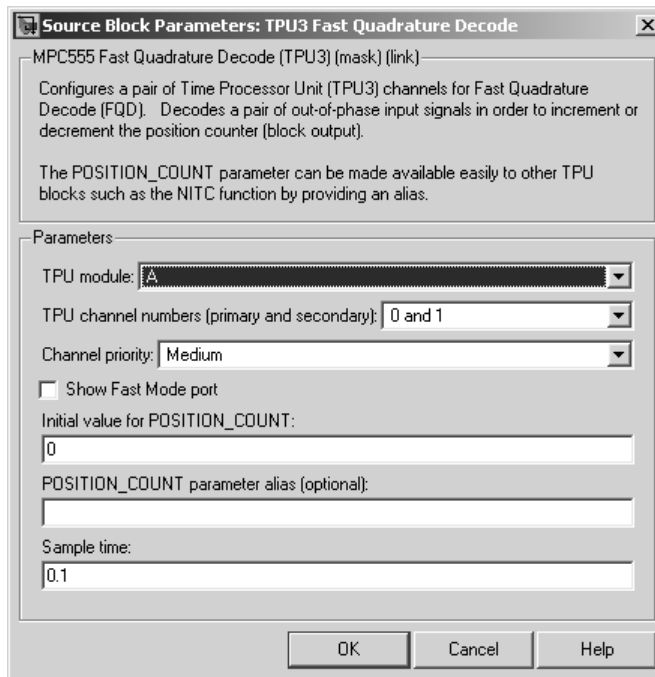 Source Block Parameters: TPU3 Fast Quadrature Decode
MPC555 Fast Quadrature Decode (TPU3) (mask) (link)
Configures a pair of Time Processor Unit (TPU3) channels for Fast Quadrature
Decode (FQD).  Decodes a pair of out-of-phase input signals in order to increment or
decrement the position counter (block output).
The POSITION_COUNT parameter can be made available easily to other TPU
blocks such as the NITC function by providing an alias.
Parameters
TPU module: A
TPU channel numbers (primary and secondary): 0 and 1
Channel priority: Medium
Show Fast Mode port
Initial value for POSITION_COUNT:
0
POSITION_COUNT parameter alias (optional):
Sample time:
0.1
OK Cancel Help